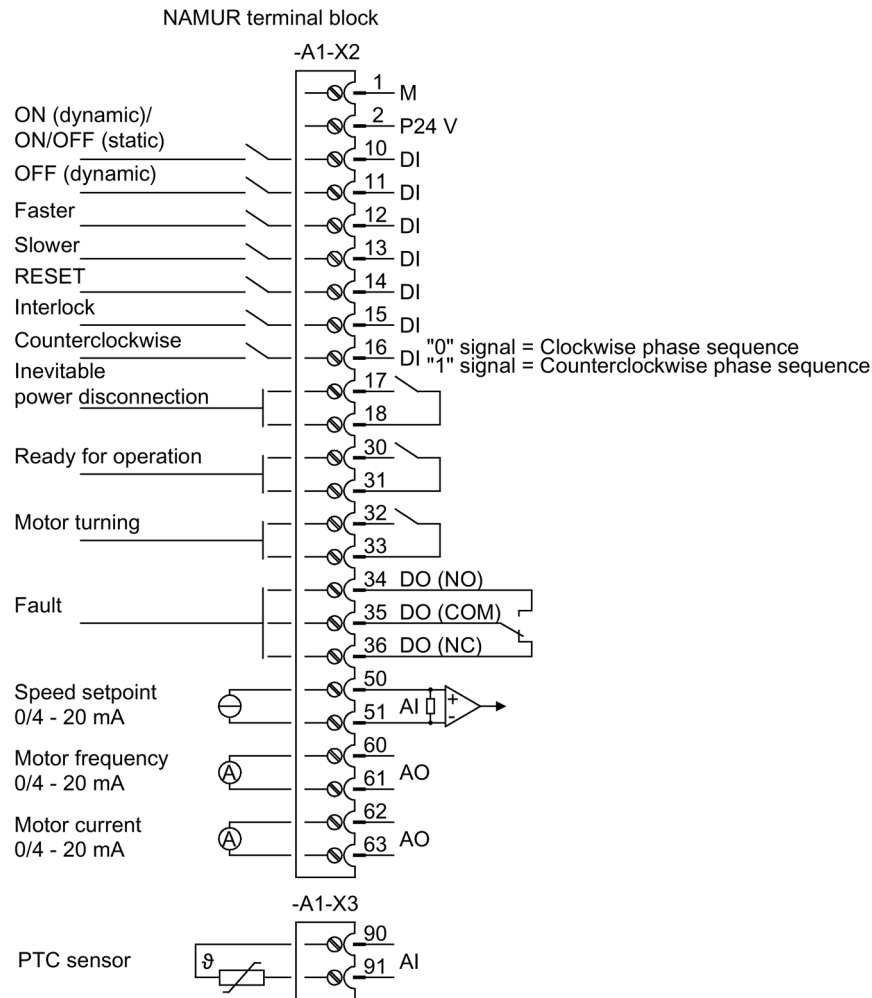 NAMUR terminal block
-A1-X2
1 M
2 P24 V
ON (dynamic)/
ON/OFF (static)
10 DI
OFF (dynamic)
11 DI
Faster
12 DI
Slower
13 DI
RESET
14 DI
Interlock
15 DI
Counterclockwise
16 DI
"0" signal = Clockwise phase sequence
"1" signal = Counterclockwise phase sequence
Inevitable
power disconnection
17
18
Ready for operation
30
31
Motor turning
32
33
Fault
34 DO (NO)
35 DO (COM)
36 DO (NC)
Speed setpoint
0/4 - 20 mA
50
51 AI
+
-
Motor frequency
0/4 - 20 mA
A
60
61 AO
Motor current
0/4 - 20 mA
A
62
63 AO
-A1-X3
PTC sensor
ϑ
90
91 AI